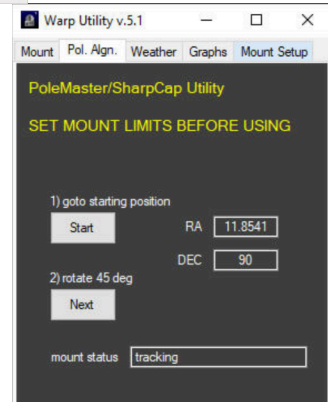 Warp Utility v.5.1
Mount Pol. Algn. Weather Graphs Mount Setup
PoleMaster/SharpCap Utility
SET MOUNT LIMITS BEFORE USING
1) goto starting position
Start RA 11.8541
DEC 90
2) rotate 45 deg
Next
mount status tracking